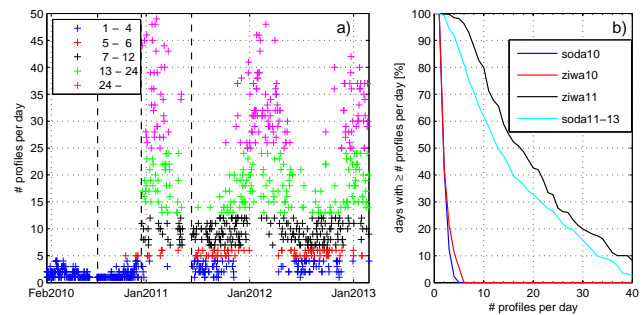 a)
1 − 4
5 − 6
7 − 12
13 − 24
24 −
# profiles per day
50
45
40
35
30
25
20
15
10
5
0
Feb2010 Jan2011 Jan2012 Jan2013
b)
soda10
ziwa10
ziwa11
soda11−13
days with ≥ # profiles per day [%]
100
90
80
70
60
50
40
30
20
10
0
0 10 20 30 40
# profiles per day